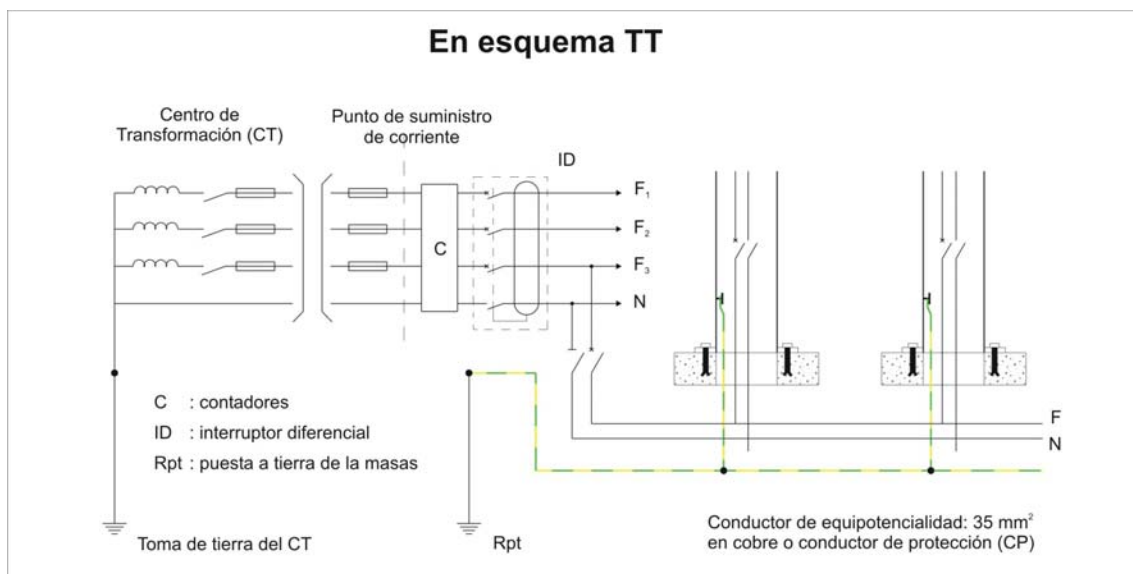 En esquema TT
Centro de
Transformación (CT)
Punto de suministro
de corriente
ID
F₁
F₂
F₃
N
C
C : contadores
ID : interruptor diferencial
Rpt : puesta a tierra de la masas
F
N
Toma de tierra del CT
Rpt
Conductor de equipotencialidad: 35 mm²
en cobre o conductor de protección (CP)